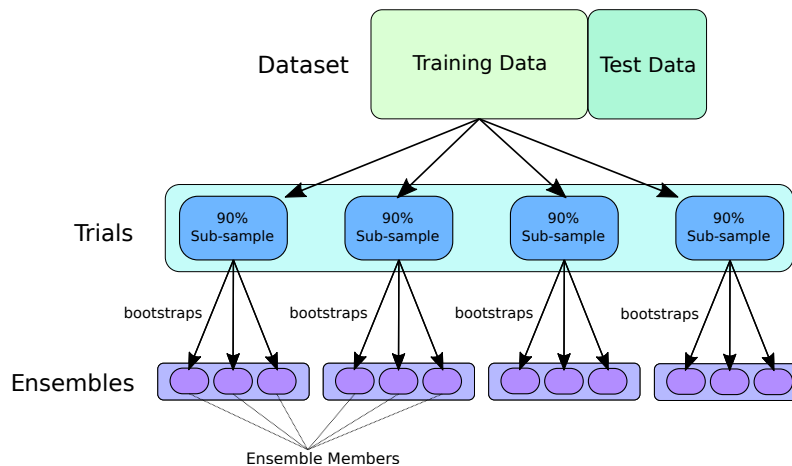 Dataset
Training Data
Test Data
Trials
90%
Sub-sample
90%
Sub-sample
90%
Sub-sample
90%
Sub-sample
bootstraps
bootstraps
bootstraps
bootstraps
Ensembles
Ensemble Members